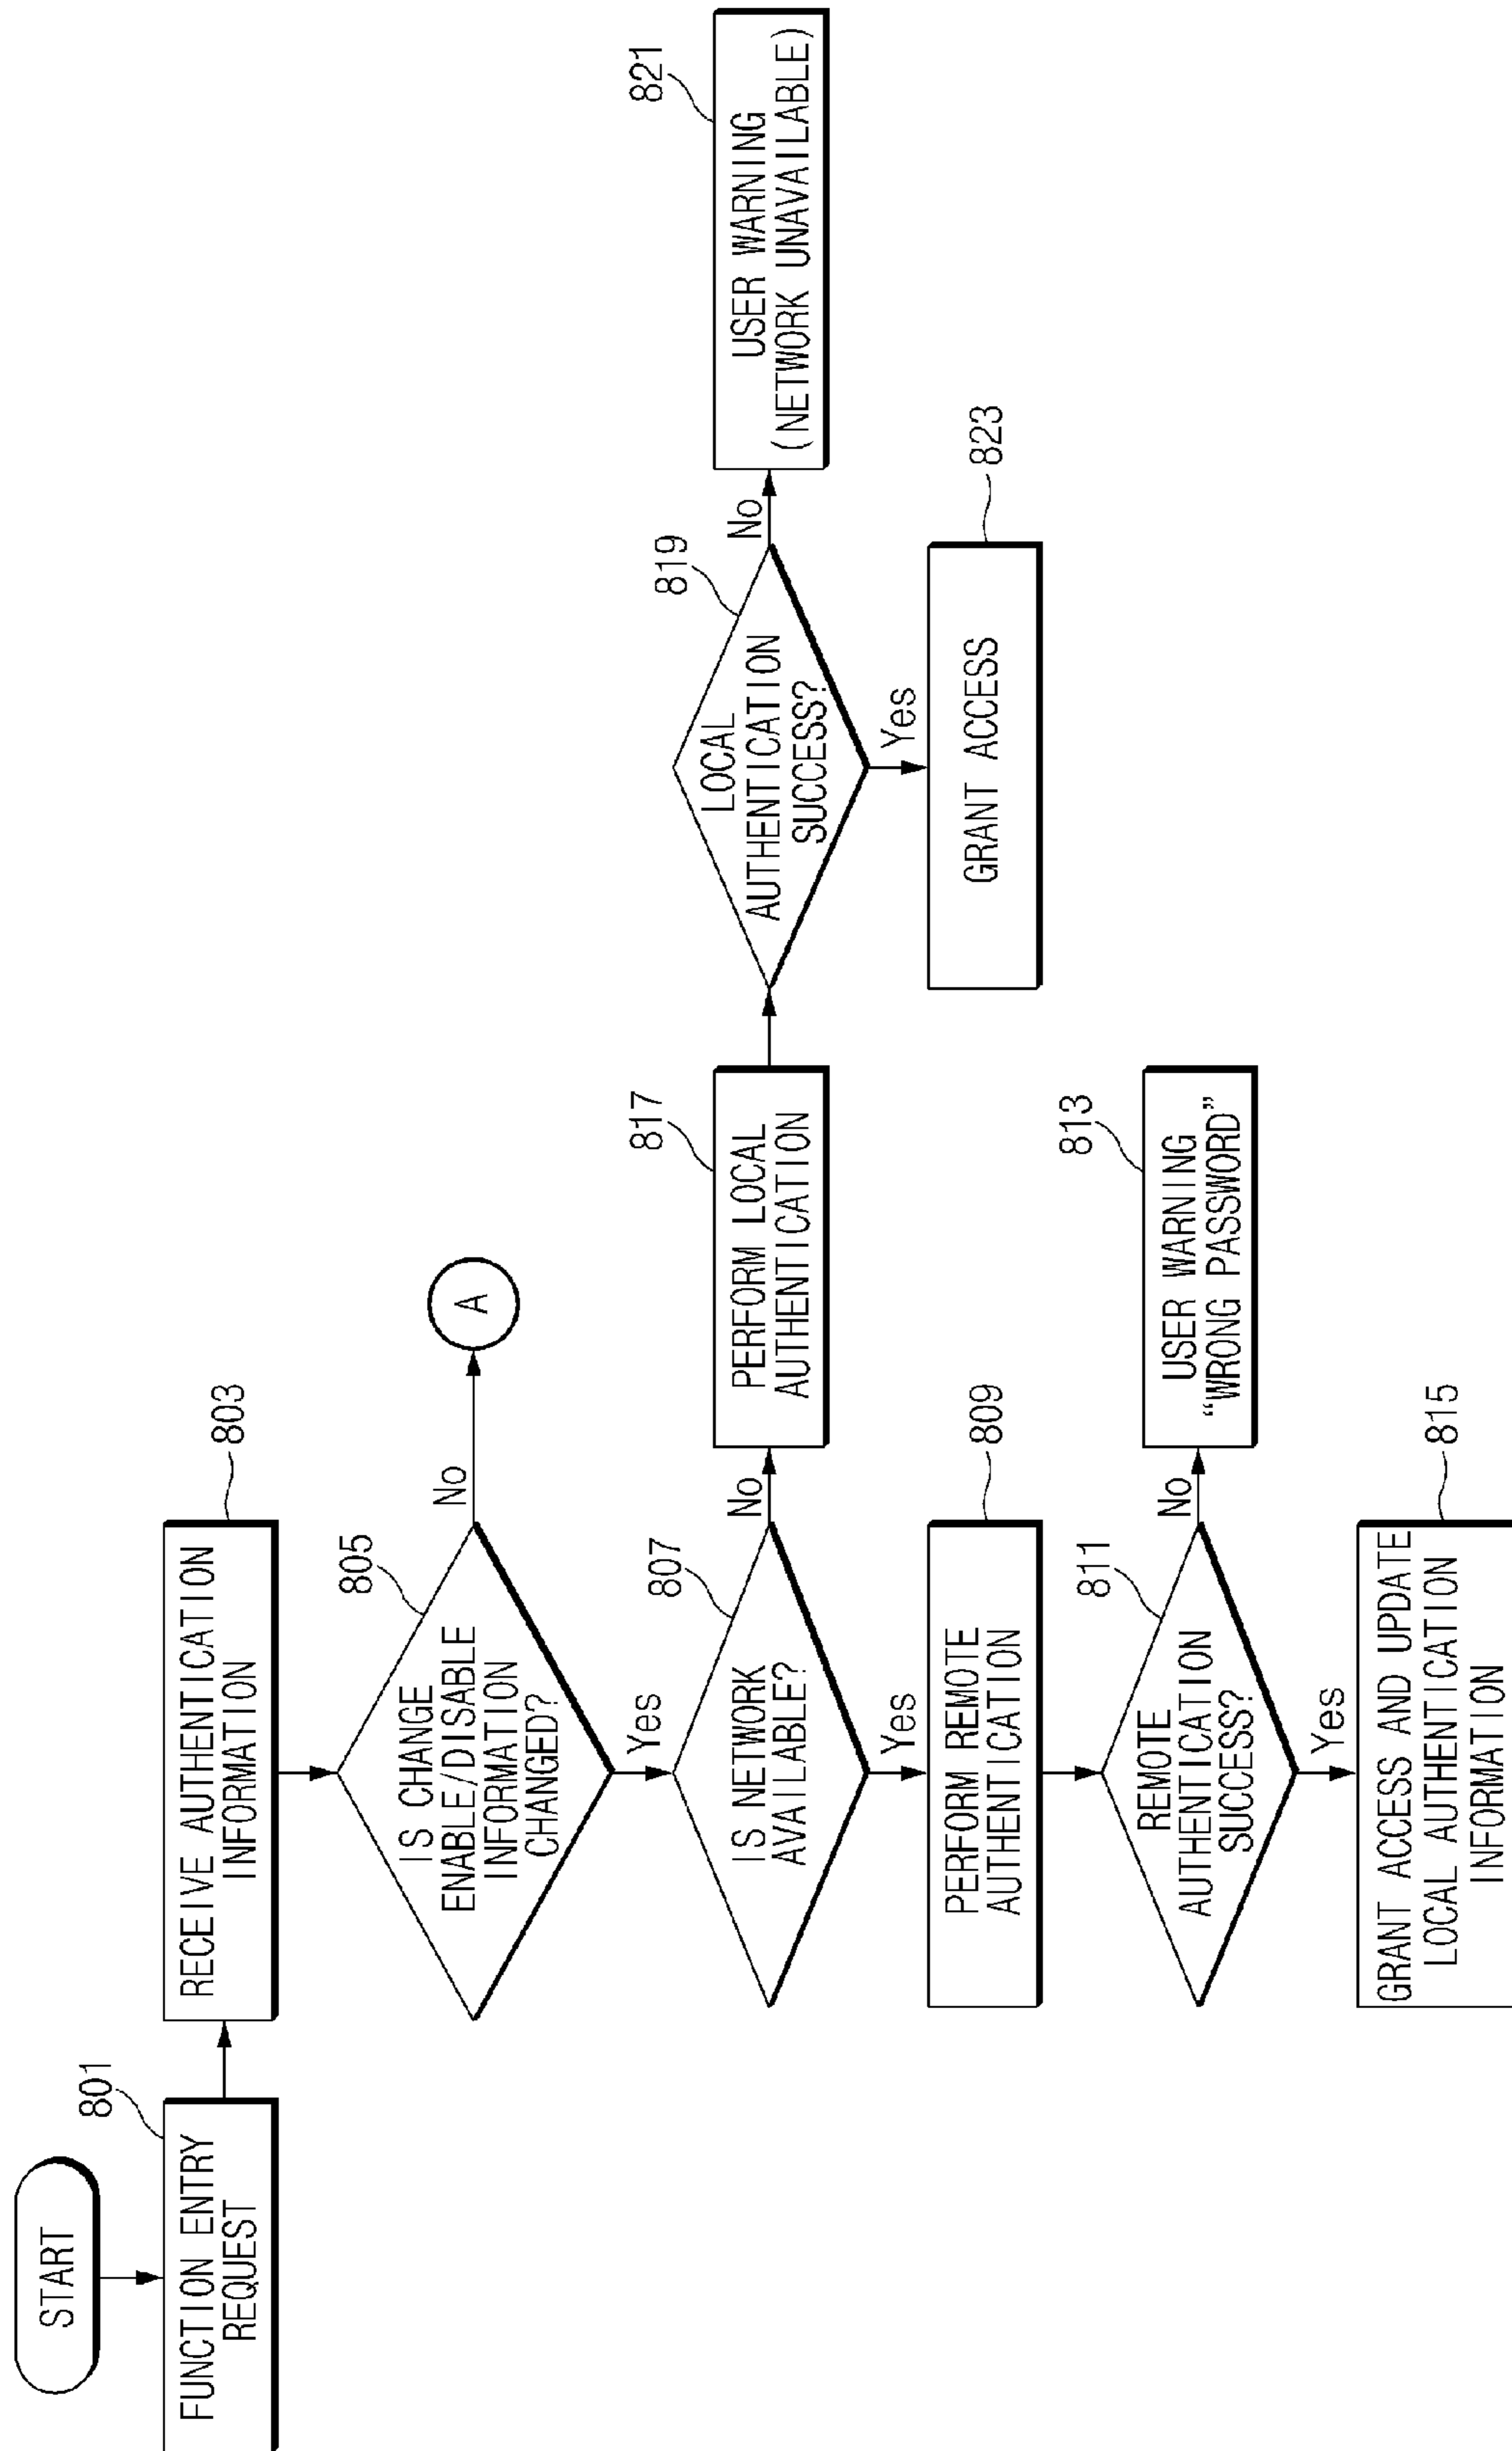 START
801
FUNCTION ENTRY
REQUEST
803
RECEIVE AUTHENTICATION
INFORMATION
805
IS CHANGE
ENABLE/DISABLE
INFORMATION
CHANGED?
No
A
Yes
807
IS NETWORK
AVAILABLE?
No
817
PERFORM LOCAL
AUTHENTICATION
819
LOCAL
AUTHENTICATION
SUCCESS?
No
821
USER WARNING
(NETWORK UNAVAILABLE)
Yes
823
GRANT ACCESS
Yes
809
PERFORM REMOTE
AUTHENTICATION
811
REMOTE
AUTHENTICATION
SUCCESS?
No
813
USER WARNING
“WRONG PASSWORD”
Yes
815
GRANT ACCESS AND UPDATE
LOCAL AUTHENTICATION
INFORMATION